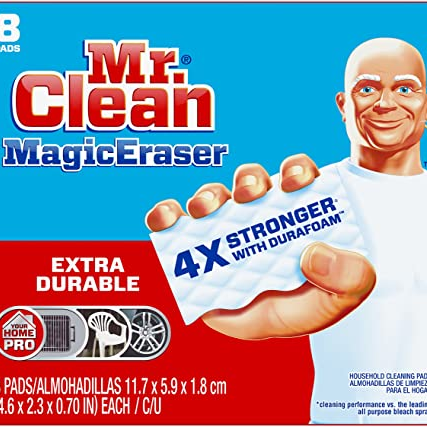 8
PADS
Mr.®
Clean
MagicEraser
4X STRONGER*
WITH DURAFOAM™
EXTRA
DURABLE
YOUR
HOME
PRO
PADS/ALMOHADILLAS 11.7 x 5.9 x 1.8 cm
(4.6 x 2.3 x 0.70 IN) EACH / C/U
HOUSEHOLD CLEANING PADS
ALMOHADILLAS DE LIMPIEZA
PARA EL HOGAR
*cleaning performance vs. the leading
all purpose bleach spray